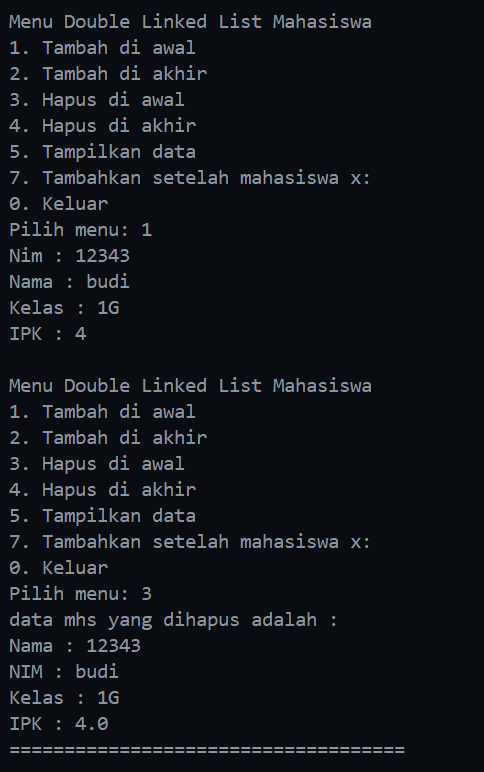 Menu Double Linked List Mahasiswa
1. Tambah di awal
2. Tambah di akhir
3. Hapus di awal
4. Hapus di akhir
5. Tampilkan data
7. Tambahkan setelah mahasiswa x:
0. Keluar
Pilih menu: 1
Nim : 12343
Nama : budi
Kelas : 1G
IPK : 4

Menu Double Linked List Mahasiswa
1. Tambah di awal
2. Tambah di akhir
3. Hapus di awal
4. Hapus di akhir
5. Tampilkan data
7. Tambahkan setelah mahasiswa x:
0. Keluar
Pilih menu: 3
data mhs yang dihapus adalah :
Nama : 12343
NIM : budi
Kelas : 1G
IPK : 4.0
====================================